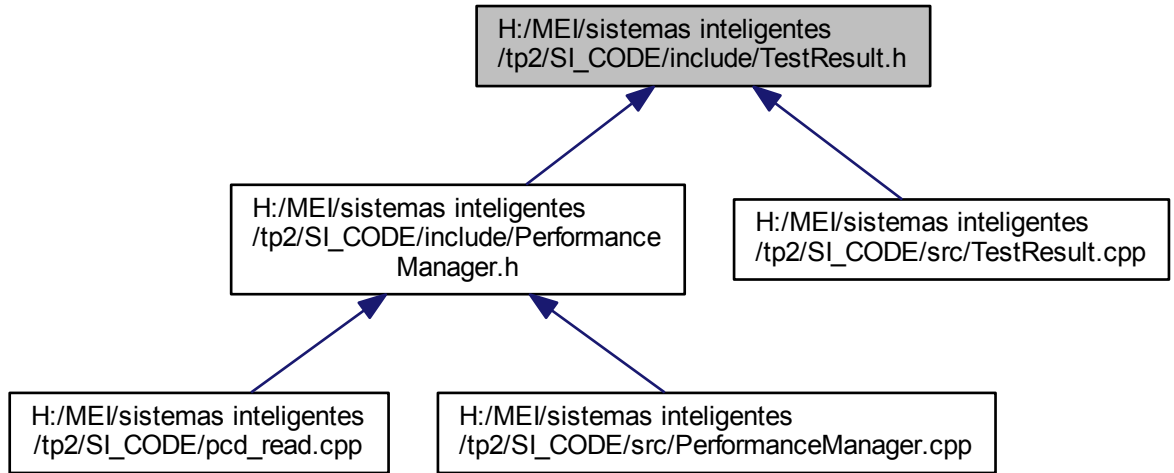 H:/MEI/sistemas inteligentes
/tp2/SI_CODE/include/TestResult.h
H:/MEI/sistemas inteligentes
/tp2/SI_CODE/include/Performance
Manager.h
H:/MEI/sistemas inteligentes
/tp2/SI_CODE/src/TestResult.cpp
H:/MEI/sistemas inteligentes
/tp2/SI_CODE/pcd_read.cpp
H:/MEI/sistemas inteligentes
/tp2/SI_CODE/src/PerformanceManager.cpp